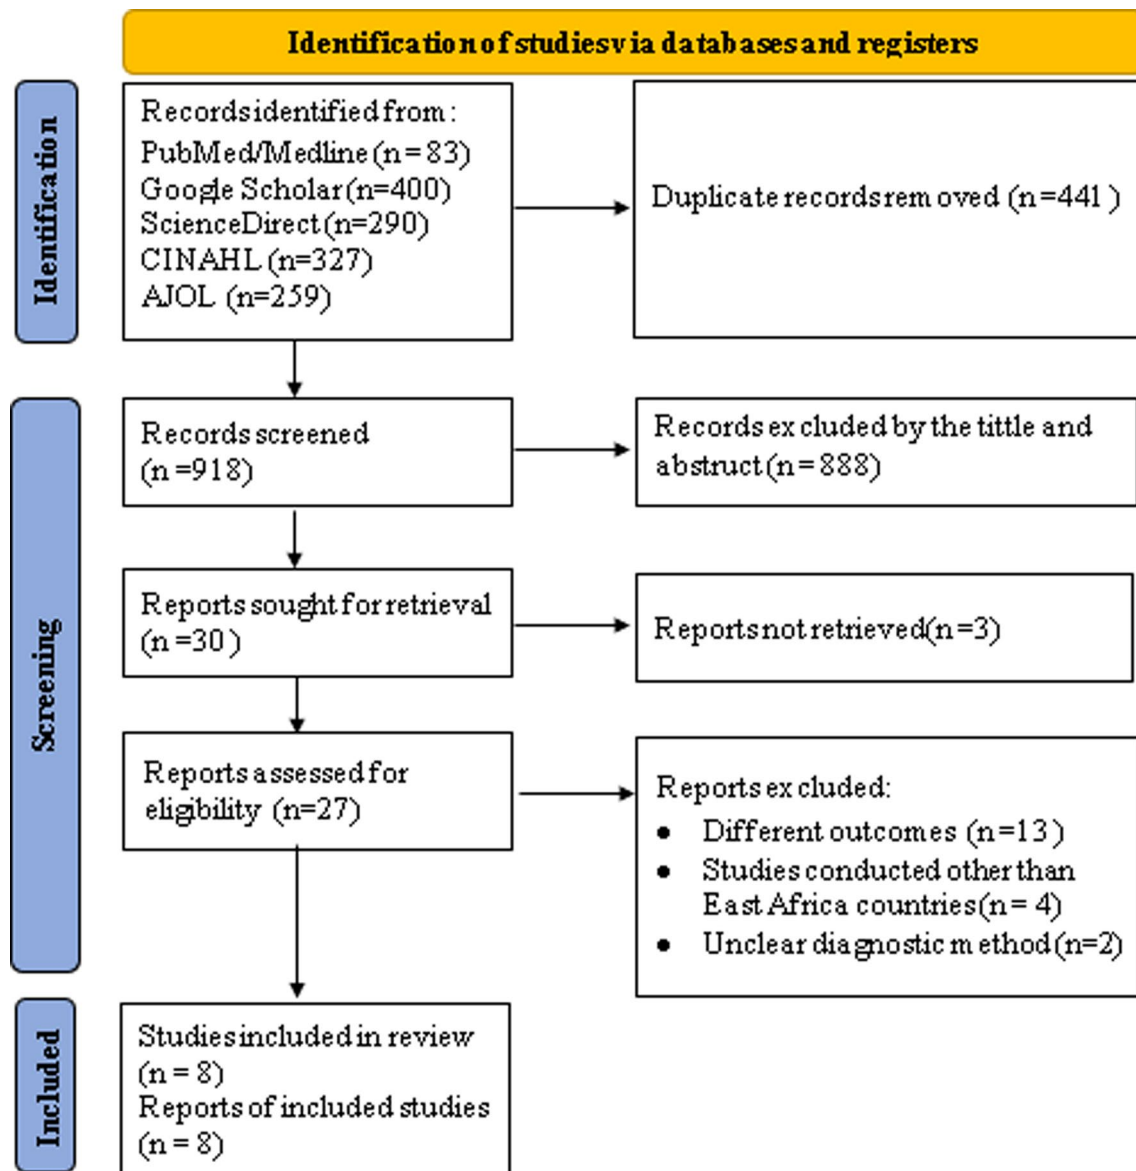 Identification of studies via databases and registers
Identification
Records identified from:
PubMed/Medline (n = 83)
Google Scholar (n=400)
ScienceDirect (n=290)
CINAHL (n=327)
AJOL (n=259)
Duplicate records removed (n=441)
Screening
Records screened
(n =918)
Records excluded by the tittle and
abstruct (n = 888)
Reports sought for retrieval
(n =30)
Reports not retrieved (n=3)
Reports assessed for
eligibility (n=27)
Reports excluded:
● Different outcomes (n=13)
● Studies conducted other than
East Africa countries (n= 4)
● Unclear diagnostic method (n=2)
Included
Studies included in review
(n = 8)
Reports of included studies
(n = 8)